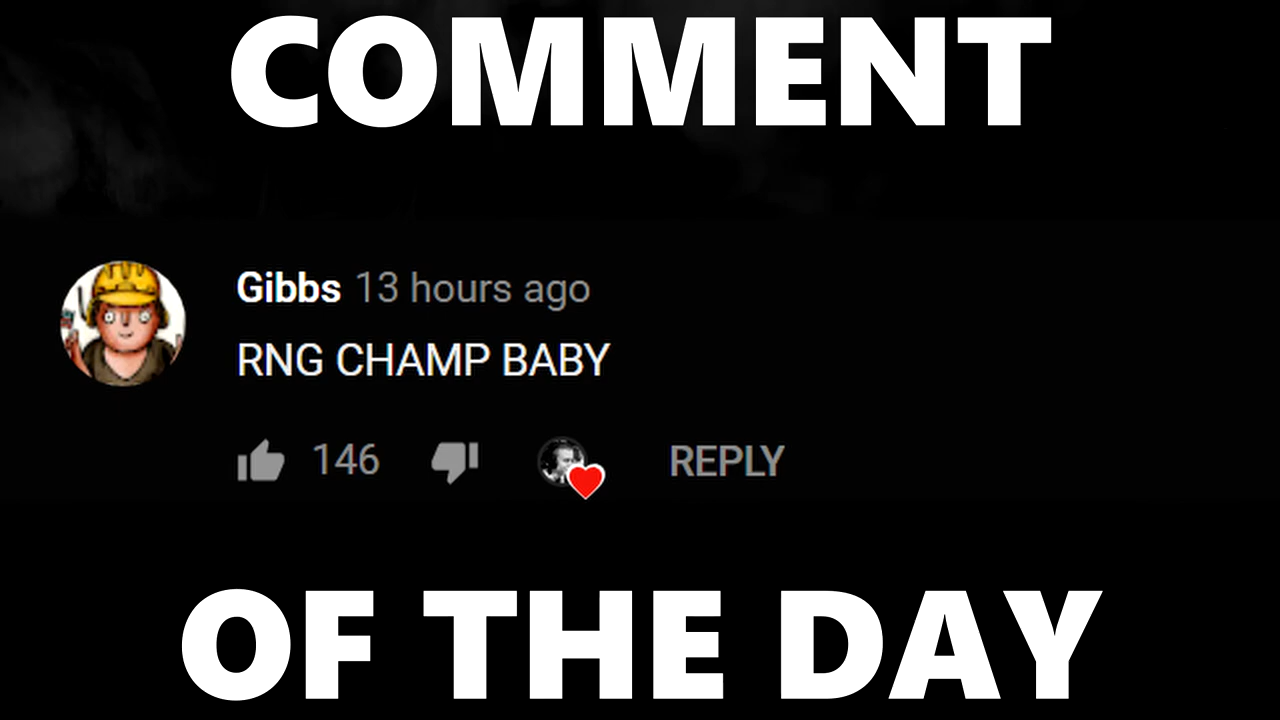 COMMENT
Gibbs 13 hours ago
RNG CHAMP BABY
146 REPLY
OF THE DAY